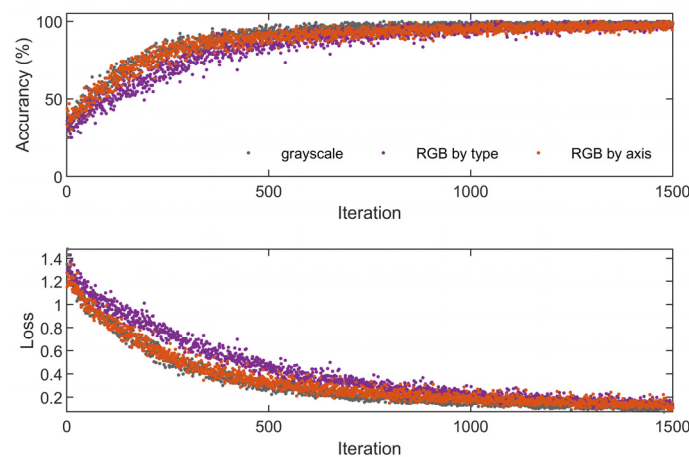 100
50
0
Accurancy (%)
grayscale
RGB by type
RGB by axis
0 500 1000 1500
Iteration
1.4
1.2
1
0.8
0.6
0.4
0.2
Loss
0 500 1000 1500
Iteration